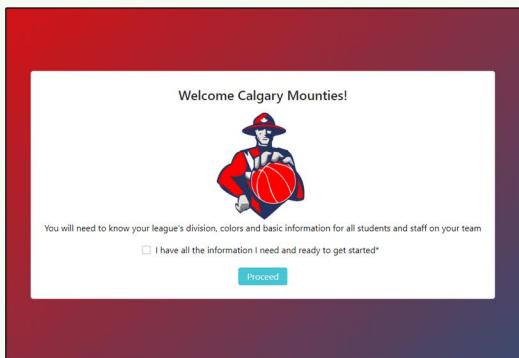 Welcome Calgary Mounties!
You will need to know your league's division, colors and basic information for all students and staff on your team
I have all the information I need and ready to get started*
Proceed